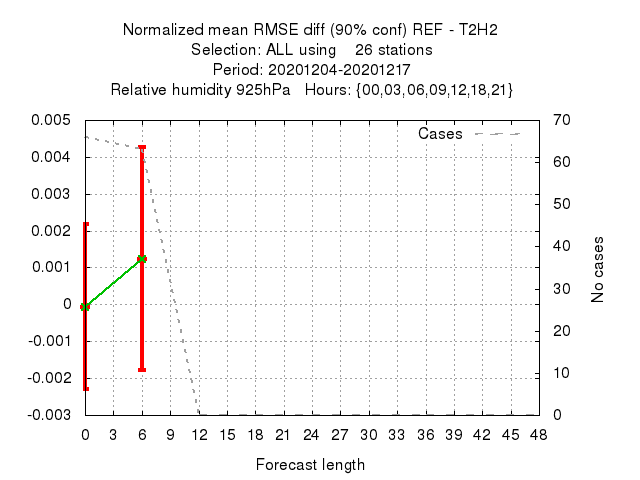 Normalized mean RMSE diff (90% conf) REF - T2H2
Selection: ALL using 26 stations
Period: 20201204-20201217
Relative humidity 925hPa Hours: {00,03,06,09,12,18,21}
Cases
0.005
0.004
0.003
0.002
0.001
0
-0.001
-0.002
-0.003
70
60
50
40
30
20
10
0
No cases
0 3 6 9 12 15 18 21 24 27 30 33 36 39 42 45 48
Forecast length